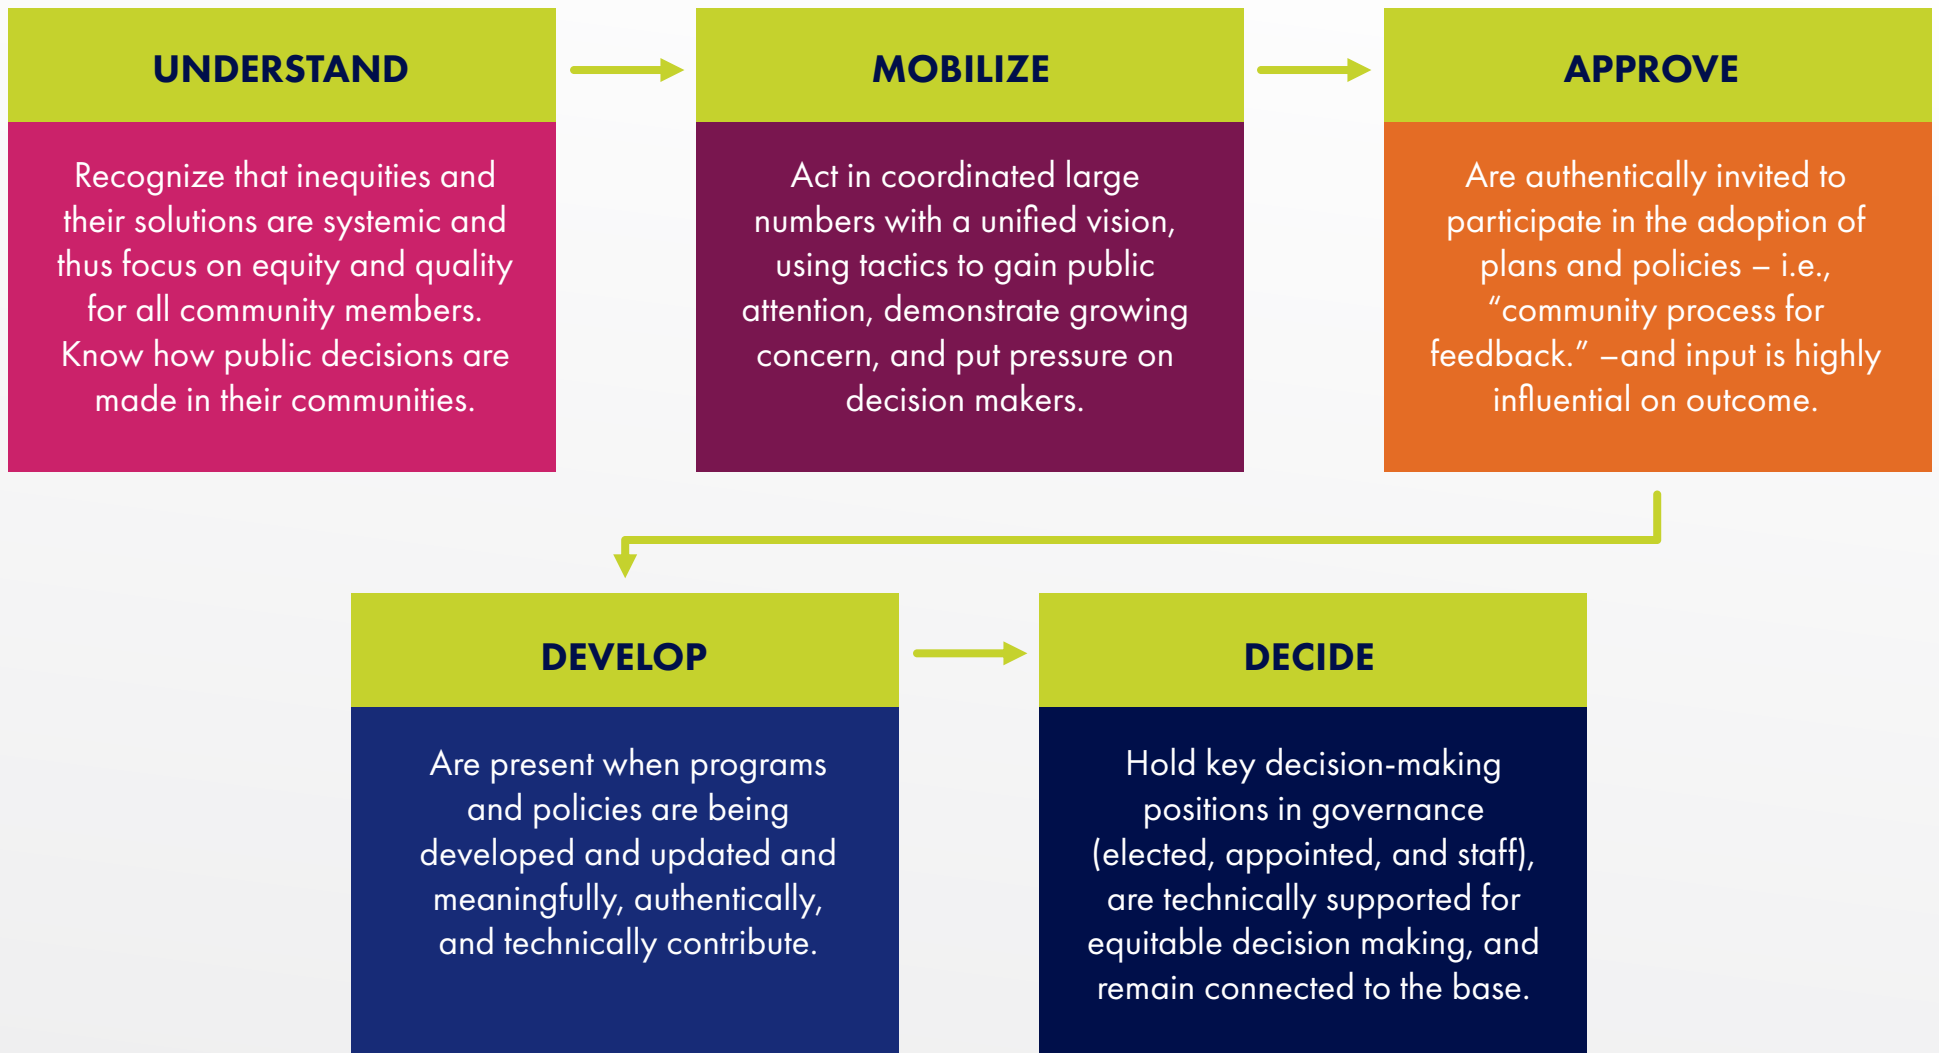 UNDERSTAND
Recognize that inequities and
their solutions are systemic and
thus focus on equity and quality
for all community members.
Know how public decisions are
made in their communities.
MOBILIZE
Act in coordinated large
numbers with a unified vision,
using tactics to gain public
attention, demonstrate growing
concern, and put pressure on
decision makers.
APPROVE
Are authentically invited to
participate in the adoption of
plans and policies – i.e.,
“community process for
feedback.” –and input is highly
influential on outcome.
DEVELOP
Are present when programs
and policies are being
developed and updated and
meaningfully, authentically,
and technically contribute.
DECIDE
Hold key decision-making
positions in governance
(elected, appointed, and staff),
are technically supported for
equitable decision making, and
remain connected to the base.